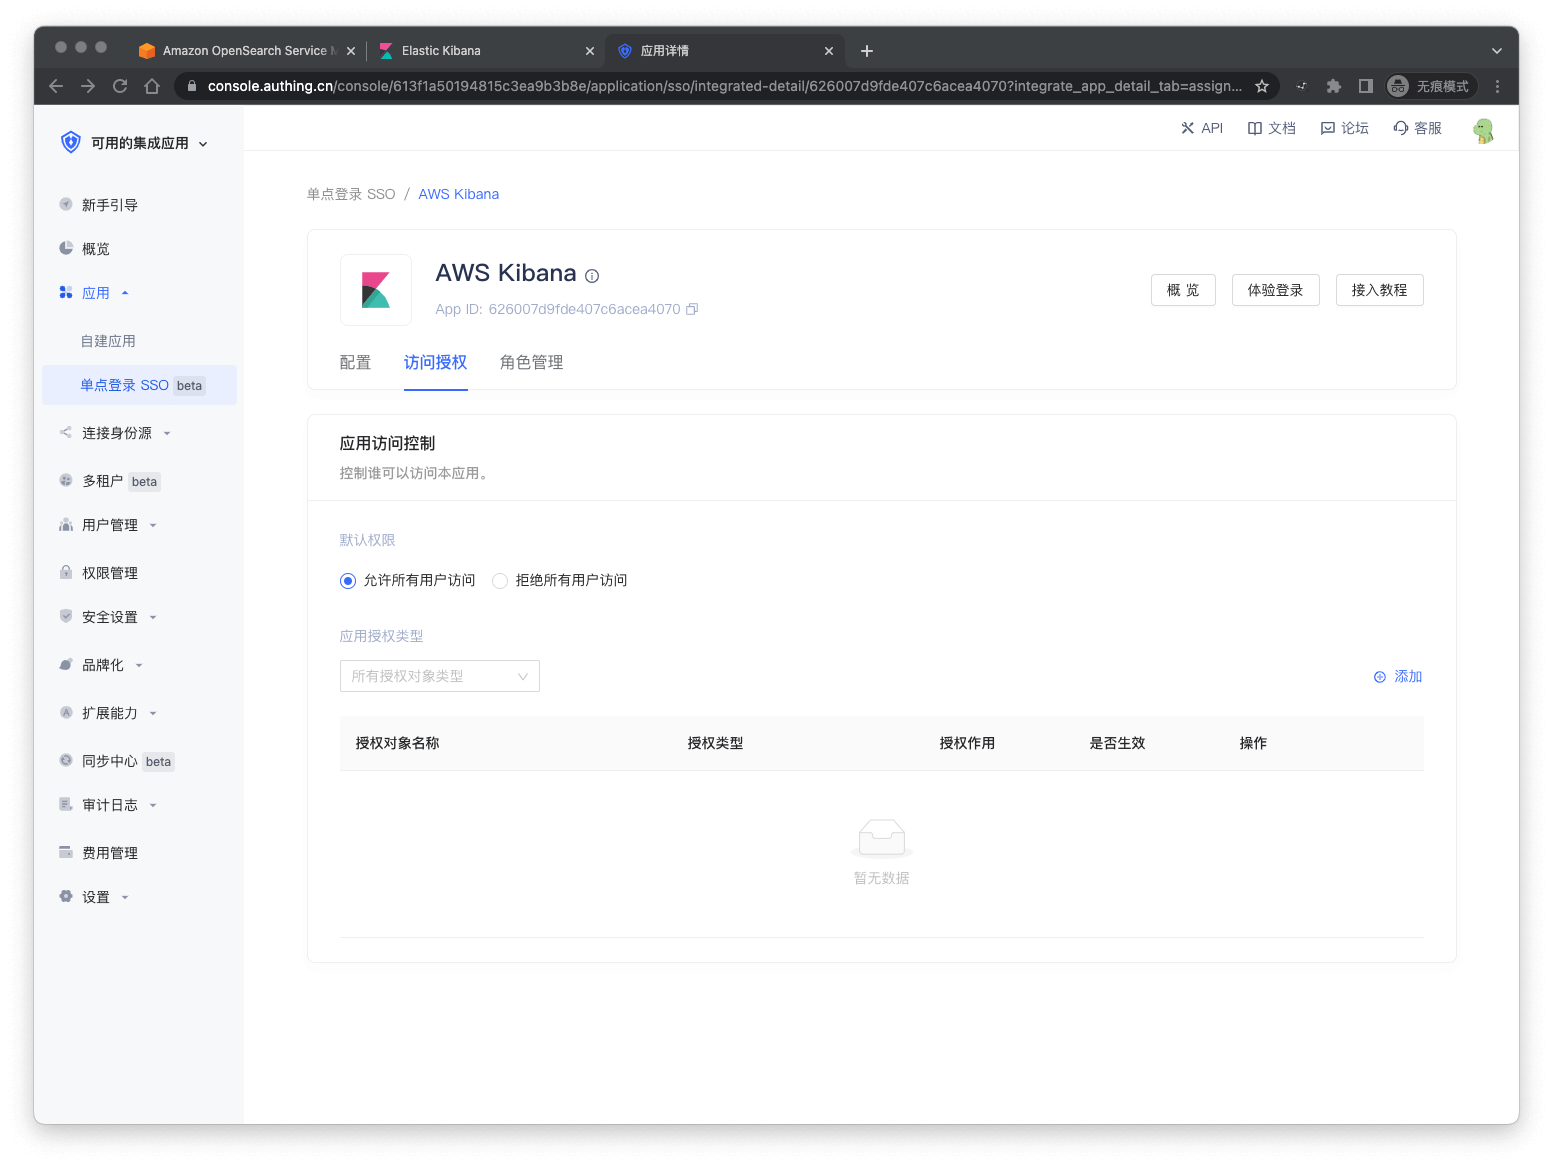 Amazon OpenSearch Service M
Elastic Kibana
应用详情
console.authing.cn/console/613f1a50194815c3ea9b3b8e/application/sso/integrated-detail/626007d9fde407c6acea4070?integrate_app_detail_tab=assign...
无痕模式
可用的集成应用
API
文档
论坛
客服
新手引导
概览
应用
自建应用
单点登录 SSO beta
连接身份源
多租户 beta
用户管理
权限管理
安全设置
品牌化
扩展能力
同步中心 beta
审计日志
费用管理
设置
单点登录 SSO / AWS Kibana
AWS Kibana
App ID: 626007d9fde407c6acea4070
概 览
体验登录
接入教程
配置
访问授权
角色管理
应用访问控制
控制谁可以访问本应用。
默认权限
允许所有用户访问
拒绝所有用户访问
应用授权类型
所有授权对象类型
添加
授权对象名称
授权类型
授权作用
是否生效
操作
暂无数据